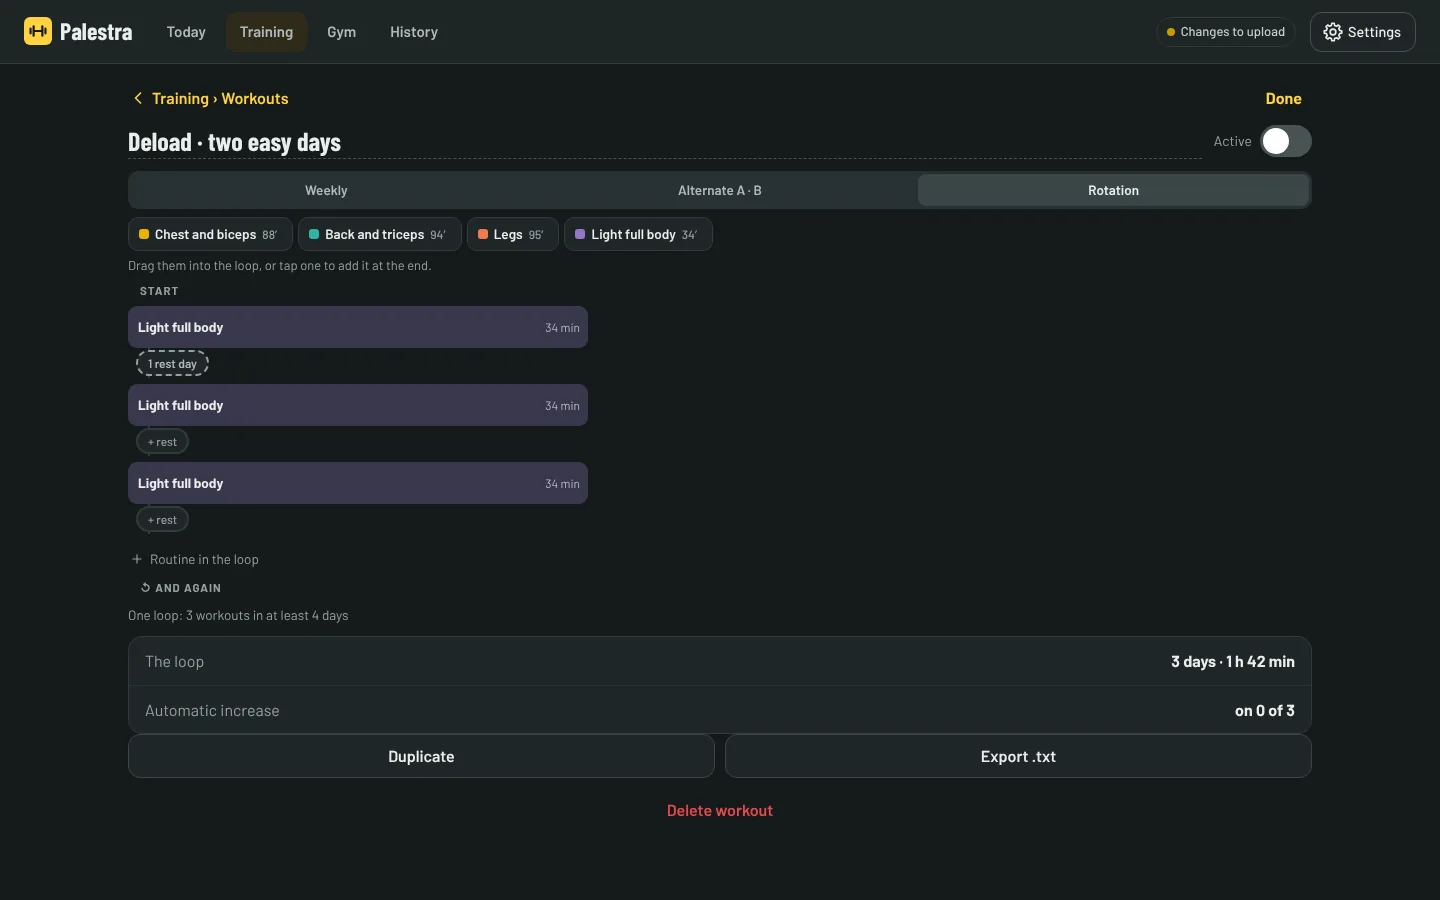 Palestra Today Training Gym History Changes to upload Settings
Training › Workouts Done
Deload · two easy days Active
Weekly Alternate A · B Rotation
Chest and biceps 88′ Back and triceps 94′ Legs 95′ Light full body 34′
Drag them into the loop, or tap one to add it at the end.
START
Light full body 34 min
1 rest day
Light full body 34 min
+ rest
Light full body 34 min
+ rest
+ Routine in the loop
↺ AND AGAIN
One loop: 3 workouts in at least 4 days
The loop 3 days · 1 h 42 min
Automatic increase on 0 of 3
Duplicate Export .txt
Delete workout